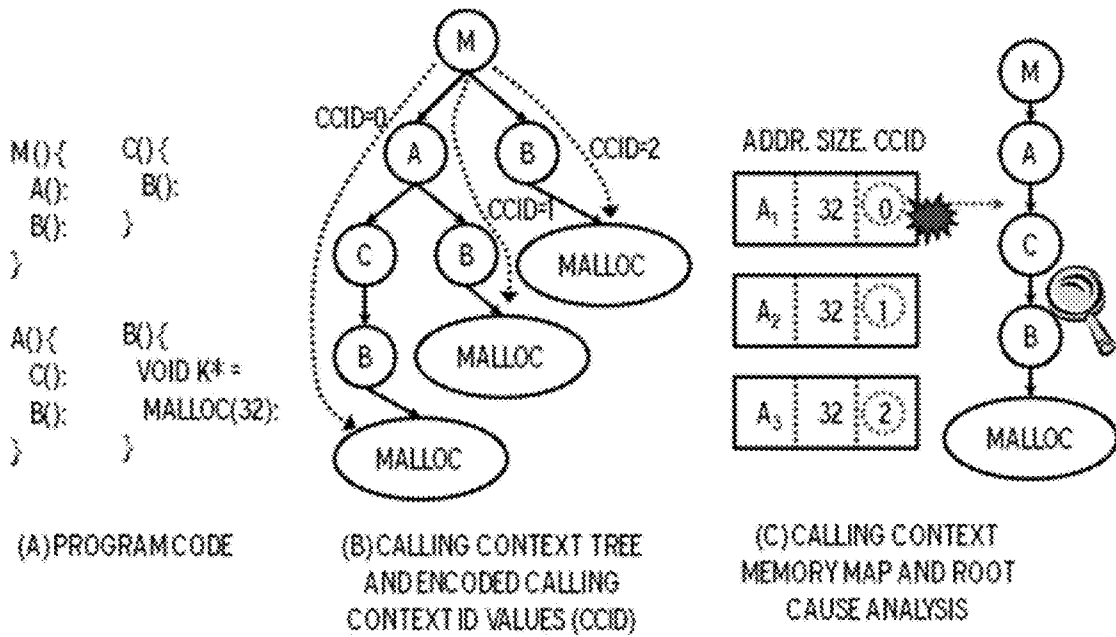 M(){
A();
B();
}
C(){
B();
}
A(){
C();
B();
}
B(){
VOID K* =
MALLOC(32);
}
(A) PROGRAM CODE
M
CCID=0
A
B
CCID=2
CCID=1
C
B
MALLOC
B
MALLOC
MALLOC
(B) CALLING CONTEXT TREE
AND ENCODED CALLING
CONTEXT ID VALUES (CCID)
ADDR. SIZE. CCID
A1 32 0
A2 32 1
A3 32 2
M
A
C
B
MALLOC
(C) CALLING CONTEXT
MEMORY MAP AND ROOT
CAUSE ANALYSIS